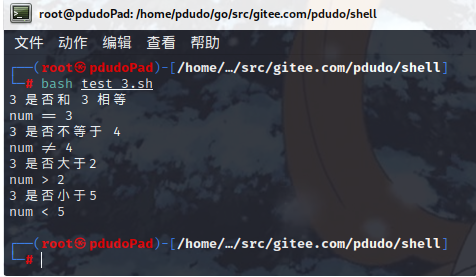 root@pdudoPad: /home/pdudo/go/src/gitee.com/pdudo/shell
文件 动作 编辑 查看 帮助
┌──(root㉿pdudoPad)-[/home/…/src/gitee.com/pdudo/shell]
└─# bash test_3.sh
3 是否和 3 相等
num == 3
3 是否不等于 4
num != 4
3 是否大于2
num > 2
3 是否小于5
num < 5
┌──(root㉿pdudoPad)-[/home/…/src/gitee.com/pdudo/shell]
└─#